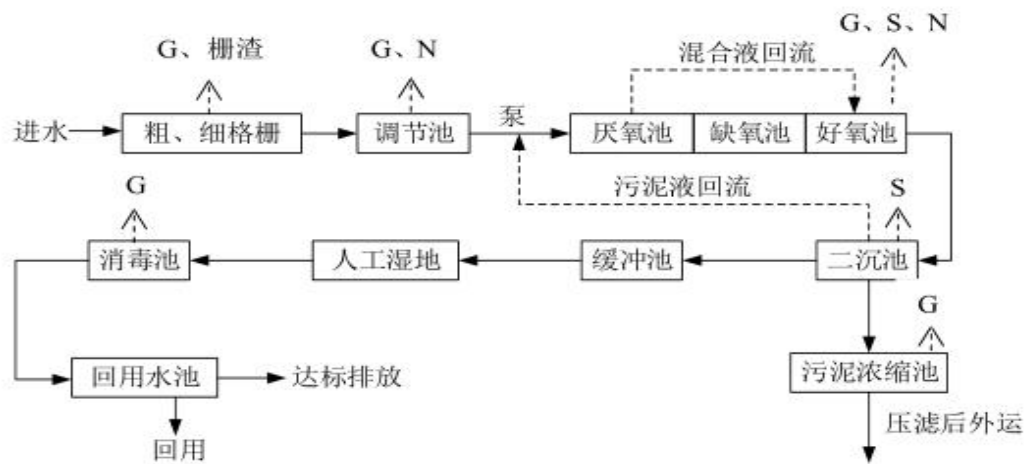 G、栅渣
G、N
G、S、N
混合液回流
进水
粗、细格栅
调节池
泵
厌氧池
缺氧池
好氧池
污泥液回流
G
S
消毒池
人工湿地
缓冲池
二沉池
G
回用水池
达标排放
污泥浓缩池
回用
压滤后外运